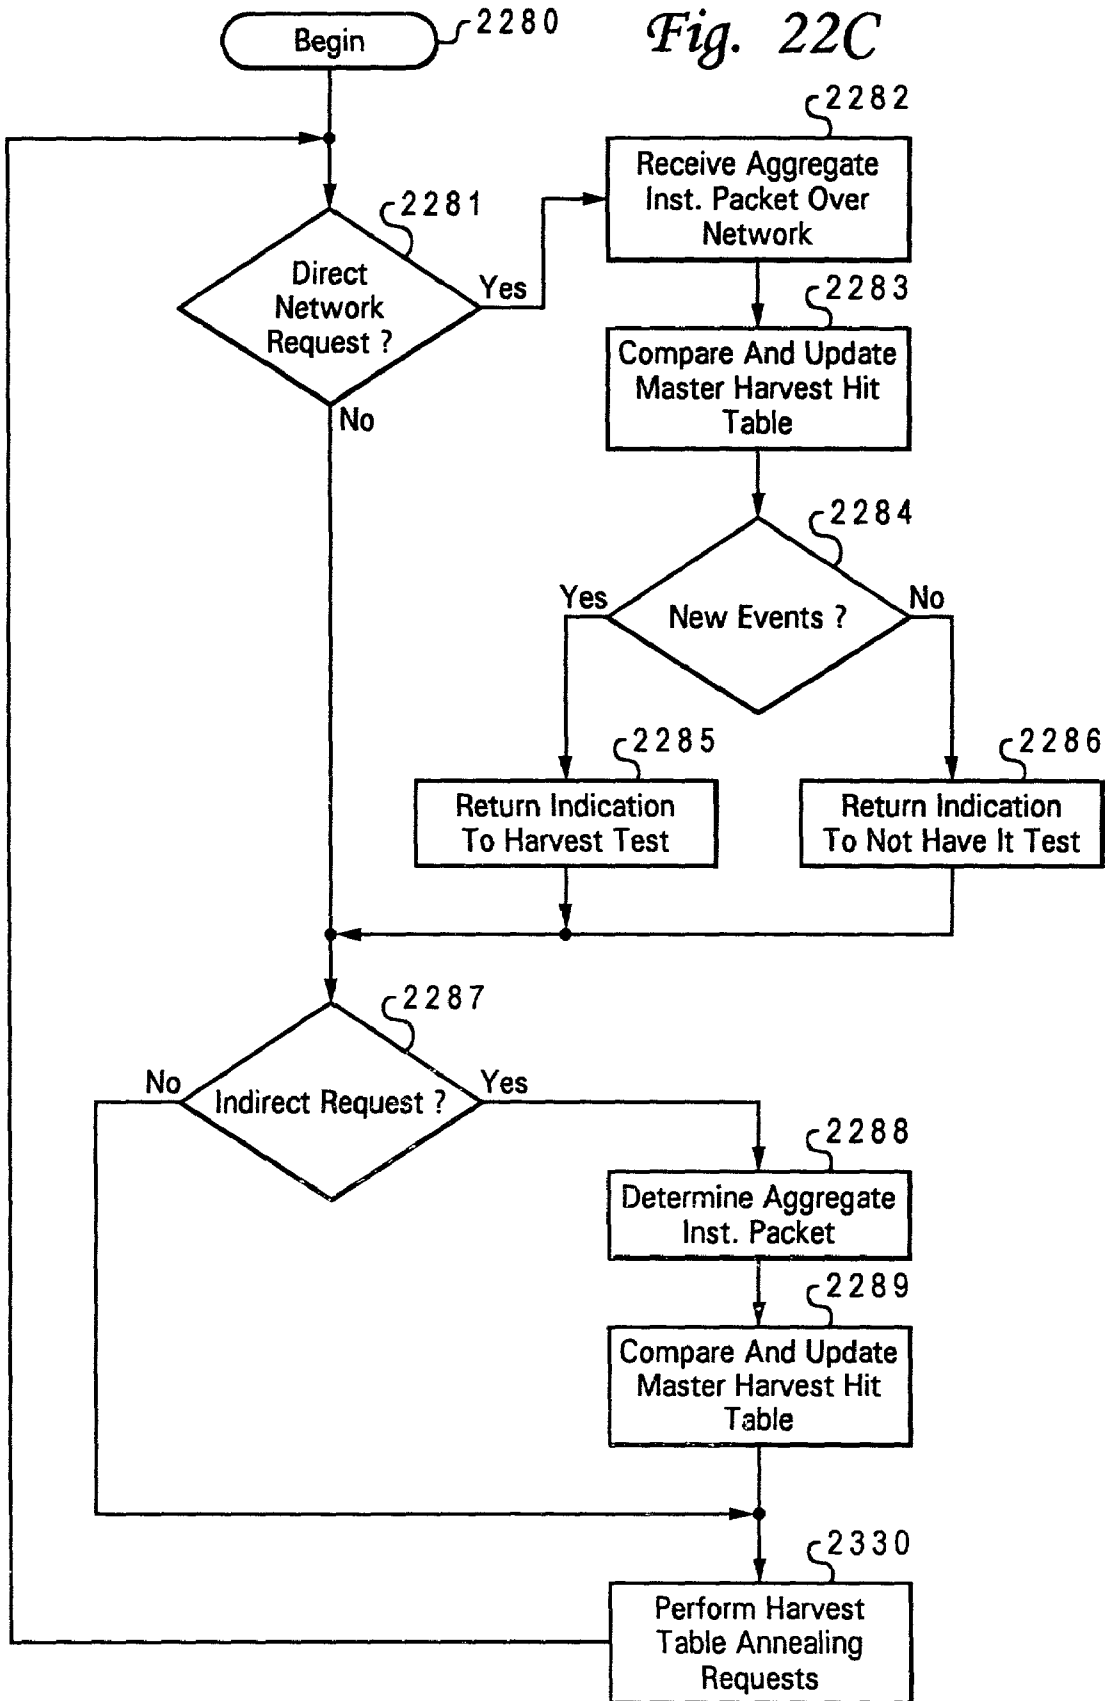 Begin
2280
Fig. 22C
2282
Receive Aggregate
Inst. Packet Over
Network
2281
Direct
Network
Request ?
Yes
No
2283
Compare And Update
Master Harvest Hit
Table
2284
New Events ?
Yes
No
2285
Return Indication
To Harvest Test
2286
Return Indication
To Not Have It Test
2287
Indirect Request ?
No
Yes
2288
Determine Aggregate
Inst. Packet
2289
Compare And Update
Master Harvest Hit
Table
2330
Perform Harvest
Table Annealing
Requests